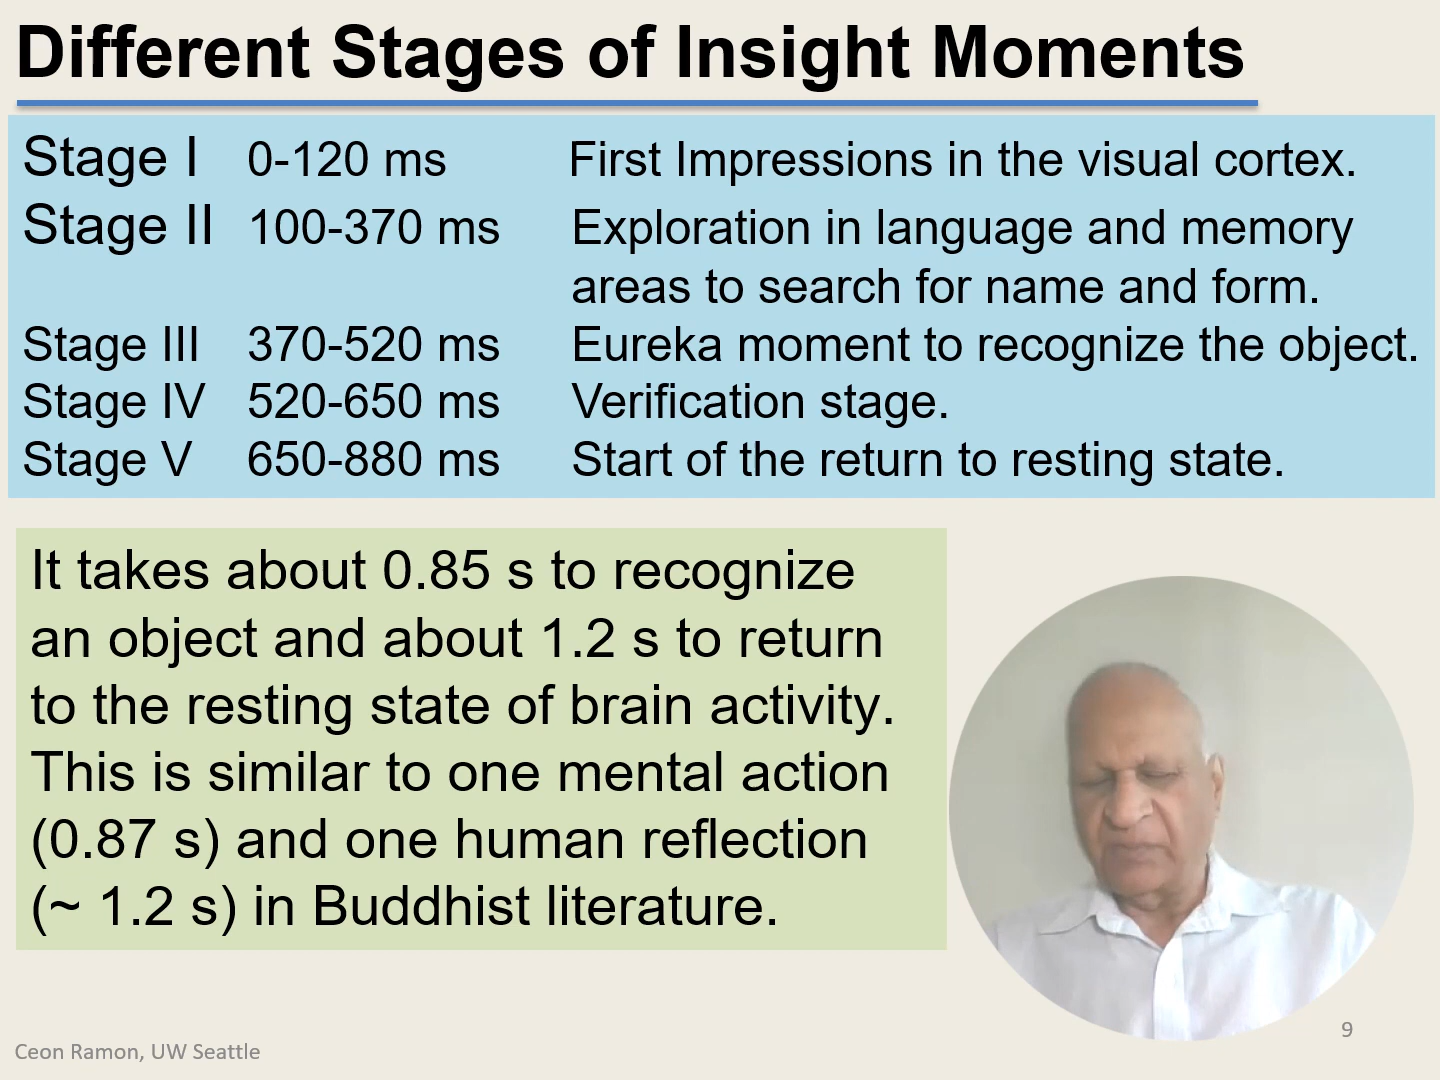 Different Stages of Insight Moments
Stage I 0-120 ms First Impressions in the visual cortex.
Stage II 100-370 ms Exploration in language and memory
areas to search for name and form.
Stage III 370-520 ms Eureka moment to recognize the object.
Stage IV 520-650 ms Verification stage.
Stage V 650-880 ms Start of the return to resting state.
It takes about 0.85 s to recognize
an object and about 1.2 s to return
to the resting state of brain activity.
This is similar to one mental action
(0.87 s) and one human reflection
(~ 1.2 s) in Buddhist literature.
9
Ceon Ramon, UW Seattle